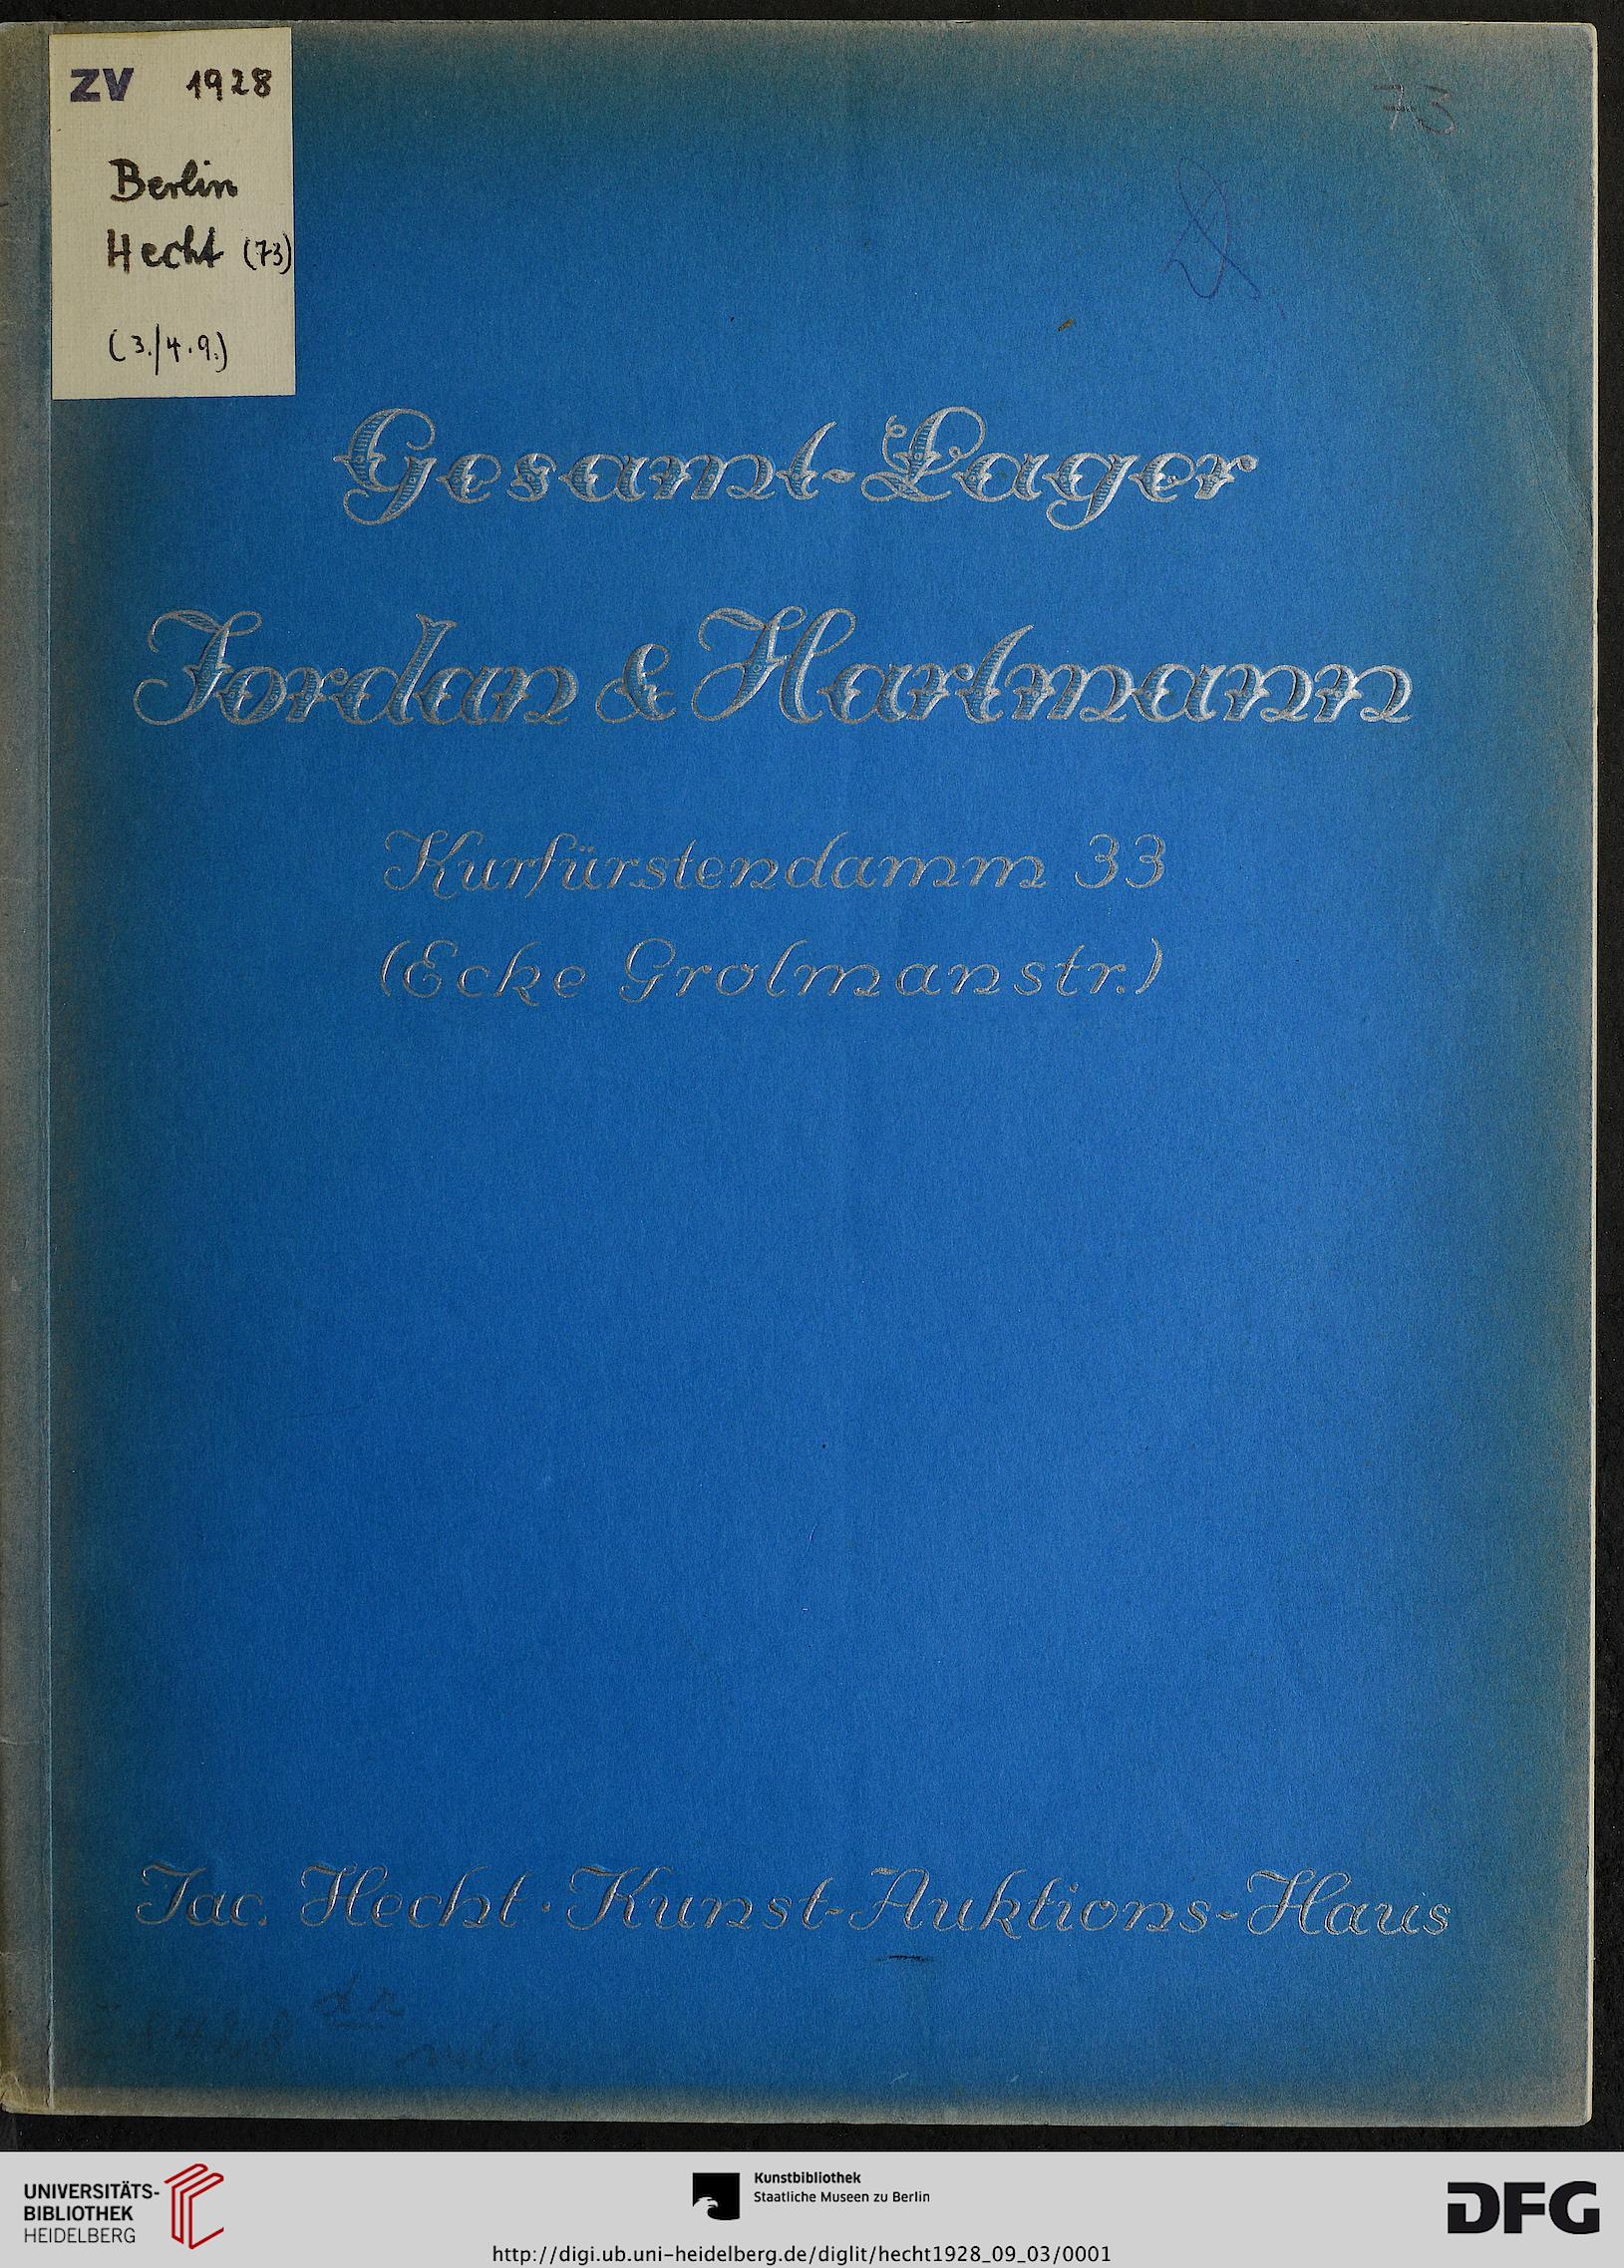 ZV 1928
Berlin
Hecht (73)
(3./4.9.)
73
Gesamt-Lager
Jordan & Hartmann
Kurfürstendamm 33
(Ecke Grolmanstr.)
Jac. Hecht · Kunst-Auktions-Haus
UNIVERSITÄTS-
BIBLIOTHEK
HEIDELBERG
Kunstbibliothek
Staatliche Museen zu Berlin
DFG
http://digi.ub.uni-heidelberg.de/diglit/hecht1928_09_03/0001